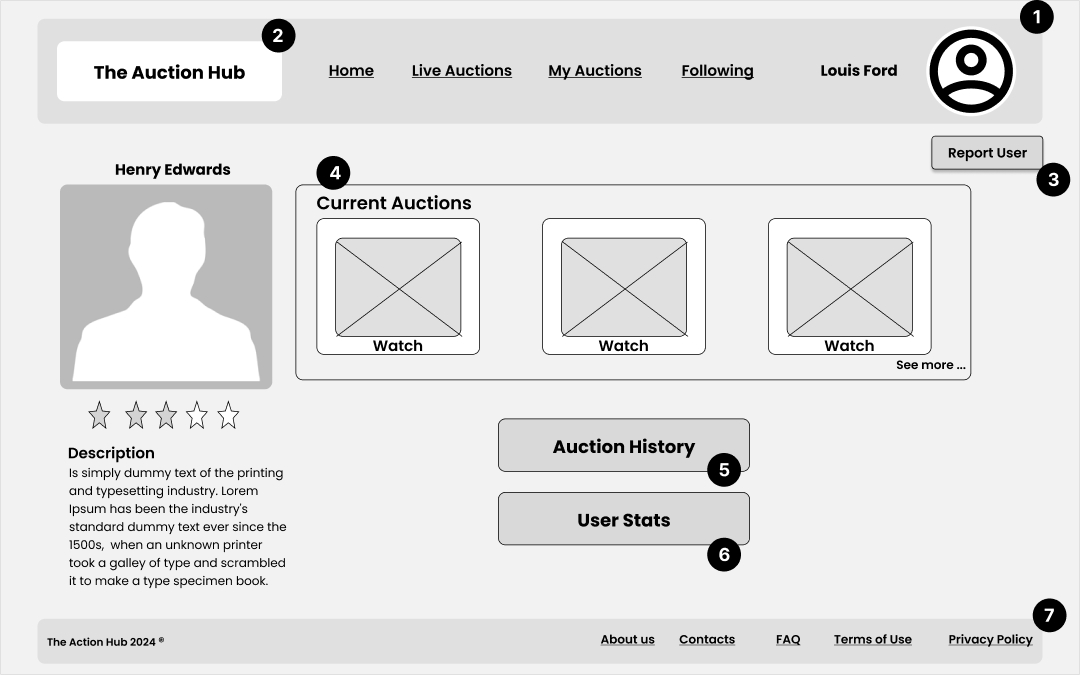 1
2
The Auction Hub
Home Live Auctions My Auctions Following Louis Ford
Report User
3
Henry Edwards
4
Current Auctions
Watch Watch Watch
See more ...
Description
Is simply dummy text of the printing
and typesetting industry. Lorem
Ipsum has been the industry's
standard dummy text ever since the
1500s, when an unknown printer
took a galley of type and scrambled
it to make a type specimen book.
Auction History
5
User Stats
6
7
The Action Hub 2024 ®
About us Contacts FAQ Terms of Use Privacy Policy